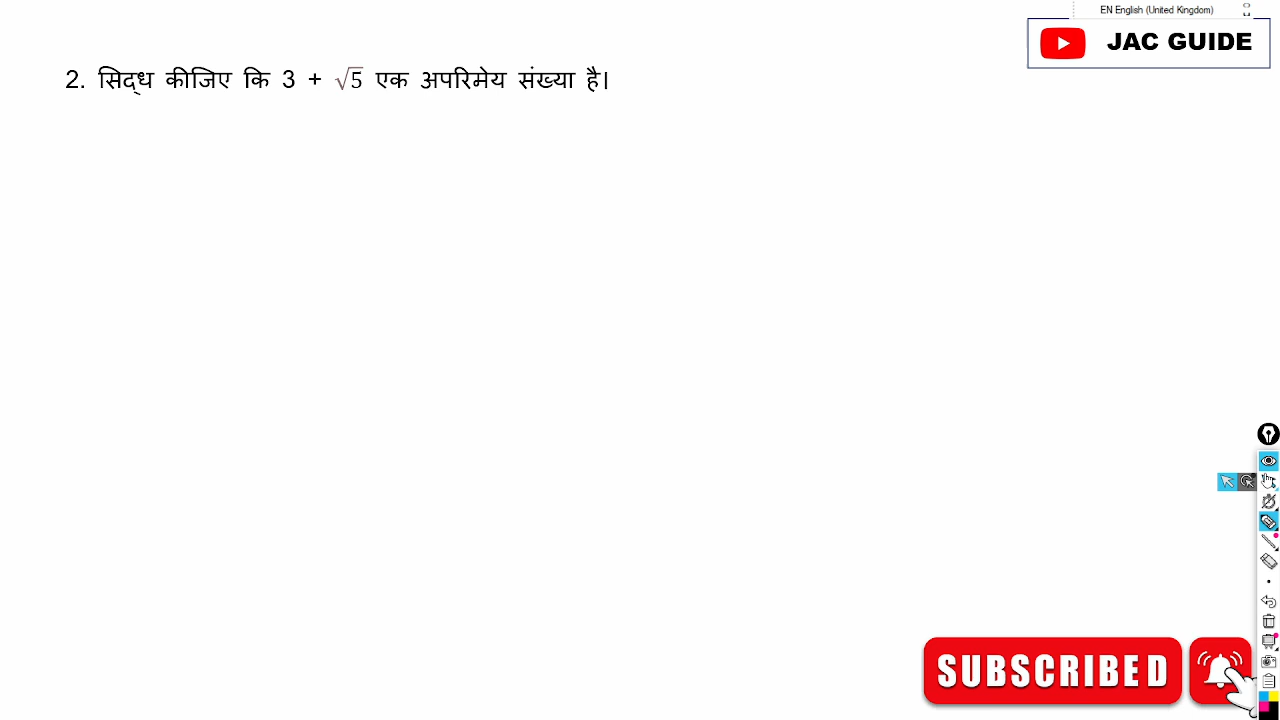 EN English (United Kingdom)
JAC GUIDE
2. सिद्ध कीजिए कि 3 + √5 एक अपरिमेय संख्या है।
SUBSCRIBED